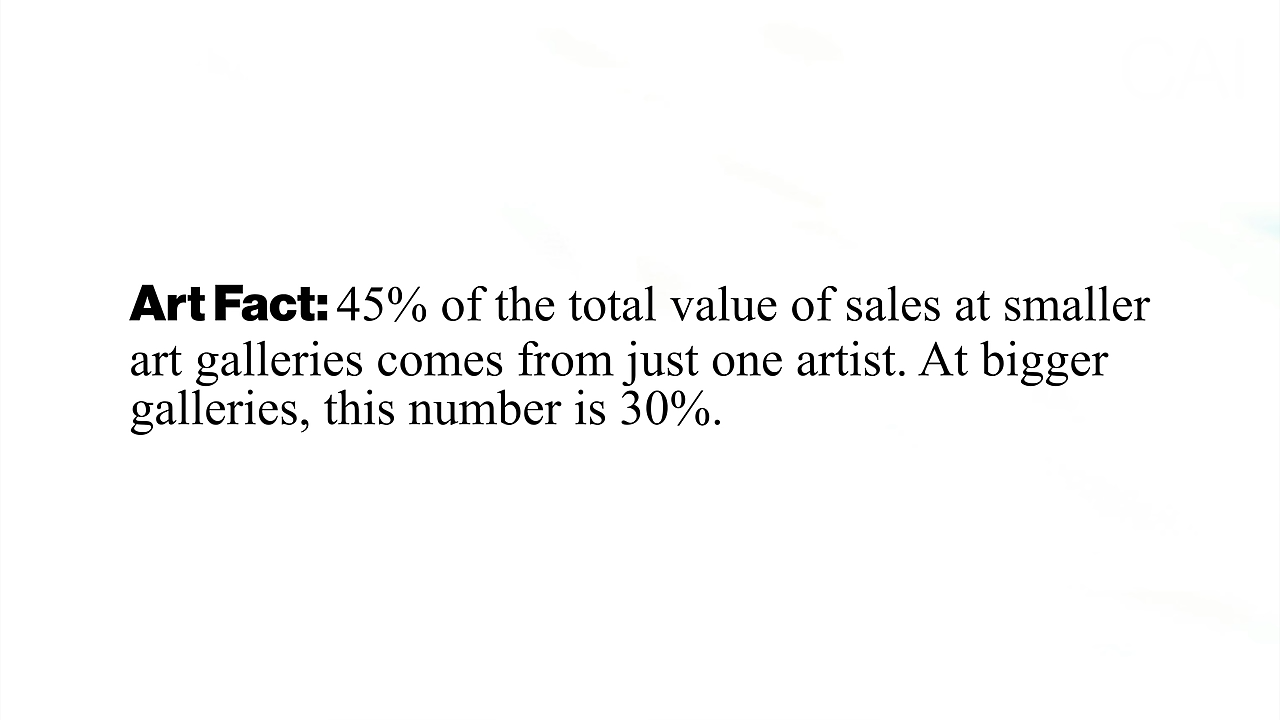 CAI
Art Fact: 45% of the total value of sales at smaller
art galleries comes from just one artist. At bigger
galleries, this number is 30%.